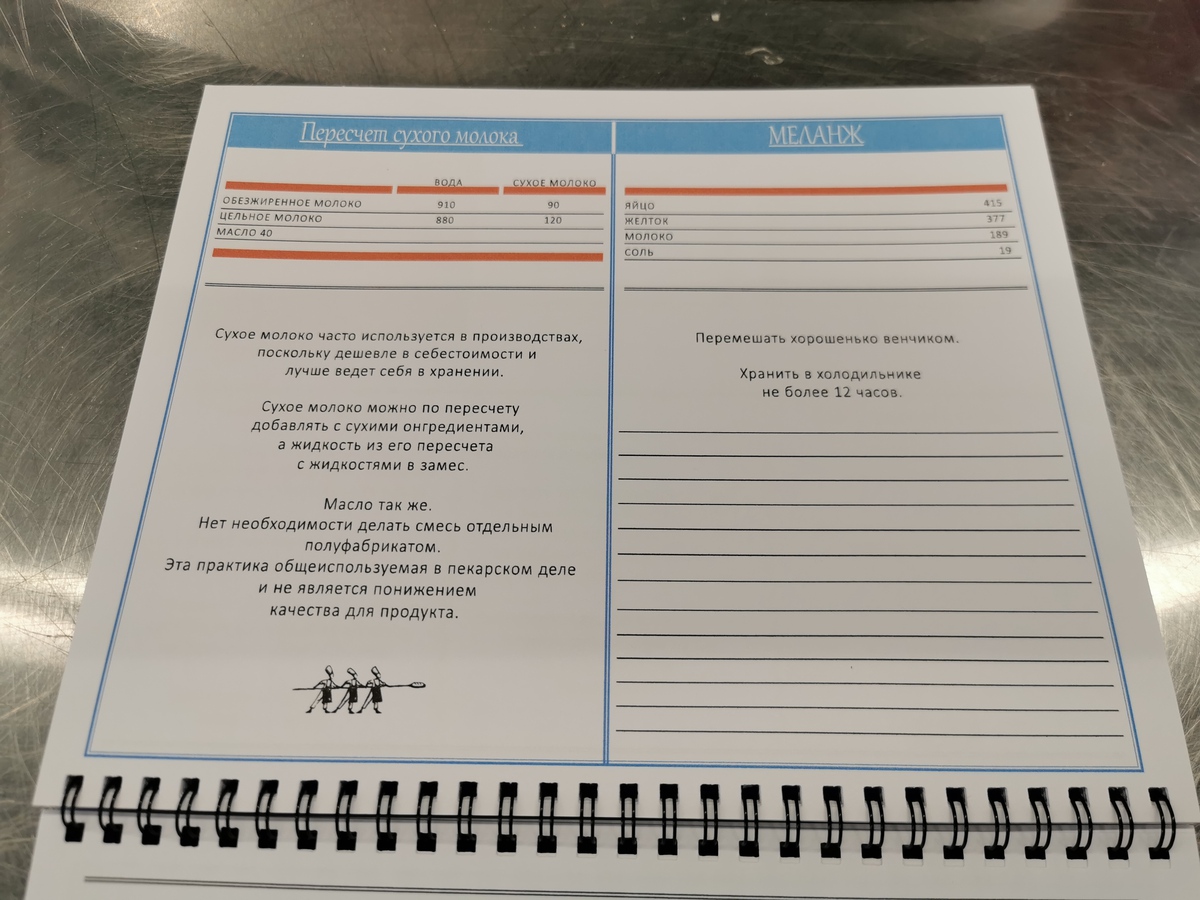 Пересчет сухого молока
ВОДА СУХОЕ МОЛОКО
ОБЕЗЖИРЕННОЕ МОЛОКО 910 90
ЦЕЛЬНОЕ МОЛОКО 880 120
МАСЛО 40
Сухое молоко часто используется в производствах,
поскольку дешевле в себестоимости и
лучше ведет себя в хранении.
Сухое молоко можно по пересчету
добавлять с сухими онгредиентами,
а жидкость из его пересчета
с жидкостями в замес.
Масло так же.
Нет необходимости делать смесь отдельным
полуфабрикатом.
Эта практика общеиспользуемая в пекарском деле
и не является понижением
качества для продукта.
МЕЛАНЖ
ЯЙЦО 415
ЖЕЛТОК 377
МОЛОКО 189
СОЛЬ 19
Перемешать хорошенько венчиком.
Хранить в холодильнике
не более 12 часов.